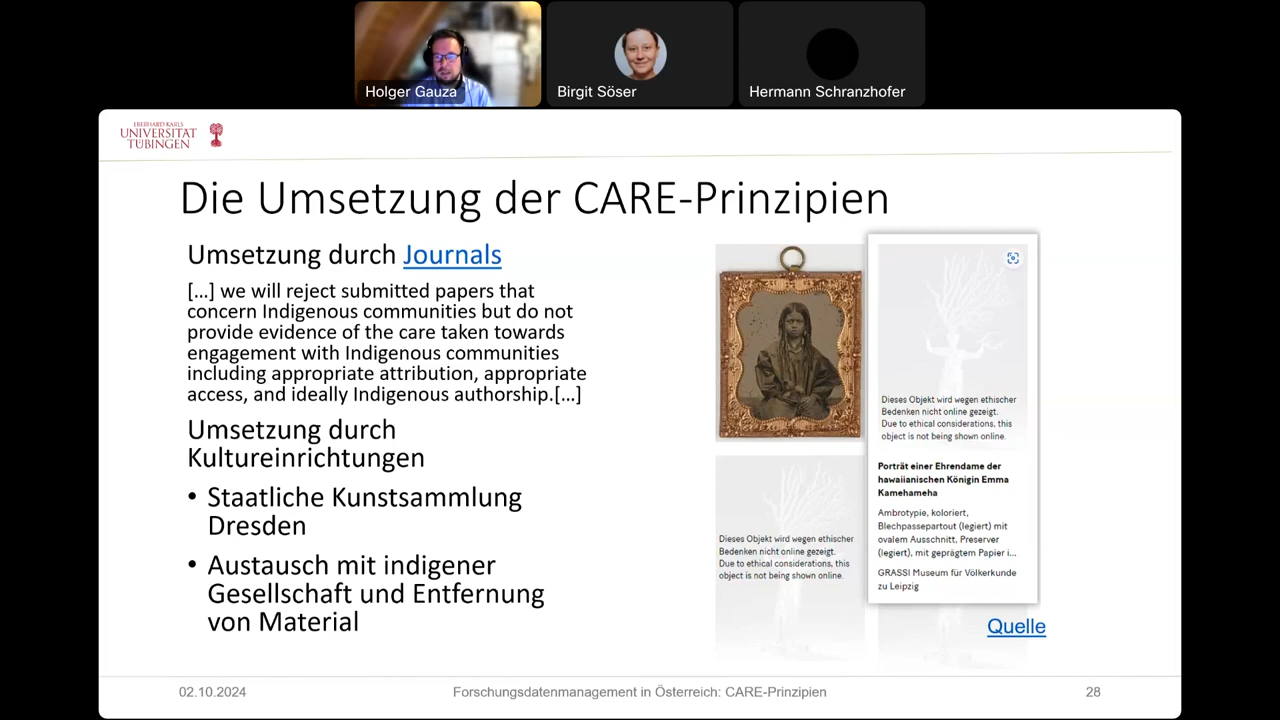 Holger Gauza
Birgit Söser
Hermann Schranzhofer
EBERHARD KARLS
UNIVERSITÄT
TÜBINGEN
Die Umsetzung der CARE-Prinzipien
Umsetzung durch Journals
[...] we will reject submitted papers that
concern Indigenous communities but do not
provide evidence of the care taken towards
engagement with Indigenous communities
including appropriate attribution, appropriate
access, and ideally Indigenous authorship.[...]
Umsetzung durch
Kultureinrichtungen
• Staatliche Kunstsammlung
Dresden
• Austausch mit indigener
Gesellschaft und Entfernung
von Material
Dieses Objekt wird wegen ethischer
Bedenken nicht online gezeigt.
Due to ethical considerations, this
object is not being shown online.
Porträt einer Ehrendame der
hawaiianischen Königin Emma
Kamehameha
Ambrotypie, koloriert,
Blechpassepartout (legiert) mit
ovalem Ausschnitt, Preserver
(legiert), mit geprägtem Papier i...
GRASSI Museum für Völkerkunde
zu Leipzig
Dieses Objekt wird wegen ethischer
Bedenken nicht online gezeigt.
Due to ethical considerations, this
object is not being shown online.
Quelle
02.10.2024
Forschungsdatenmanagement in Österreich: CARE-Prinzipien
28